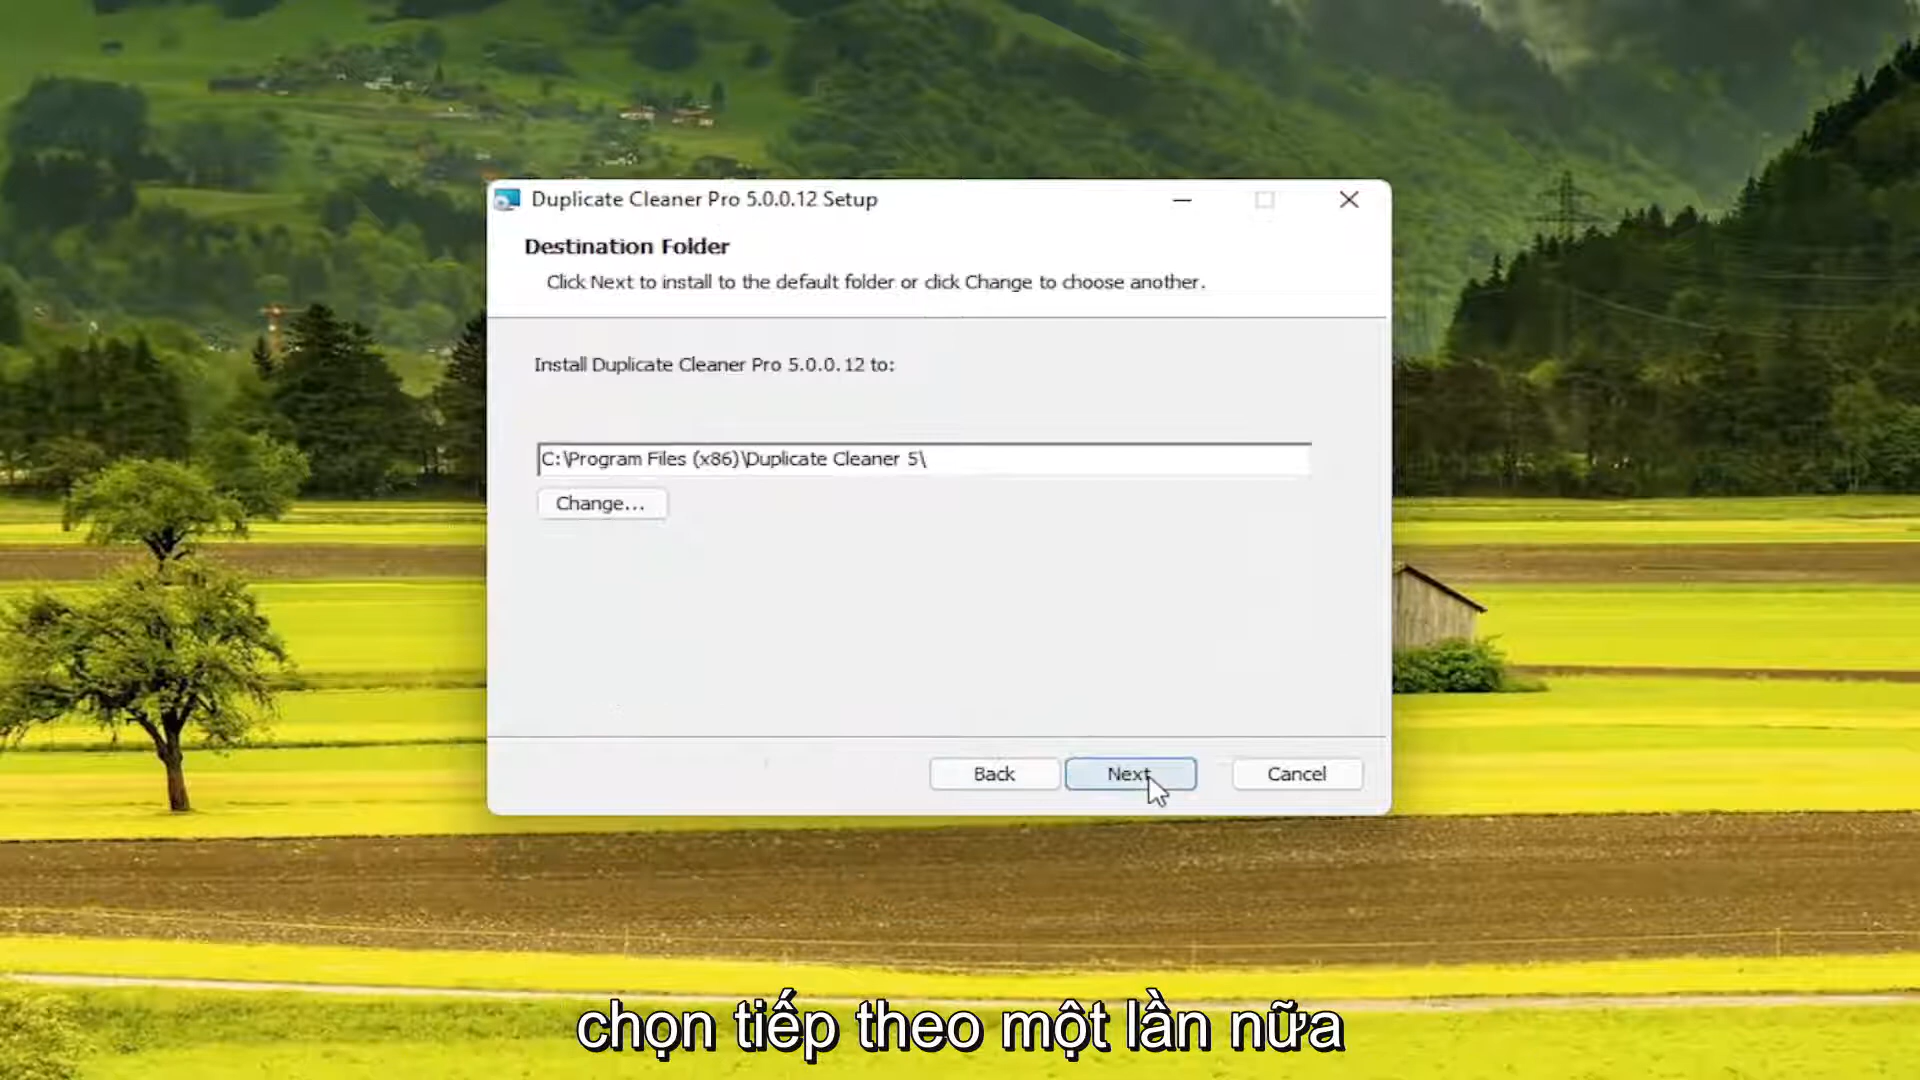 Duplicate Cleaner Pro 5.0.0.12 Setup
Destination Folder
Click Next to install to the default folder or click Change to choose another.
Install Duplicate Cleaner Pro 5.0.0.12 to:
C:\Program Files (x86)\Duplicate Cleaner 5\
Change...
Back Next Cancel
chọn tiếp theo một lần nữa